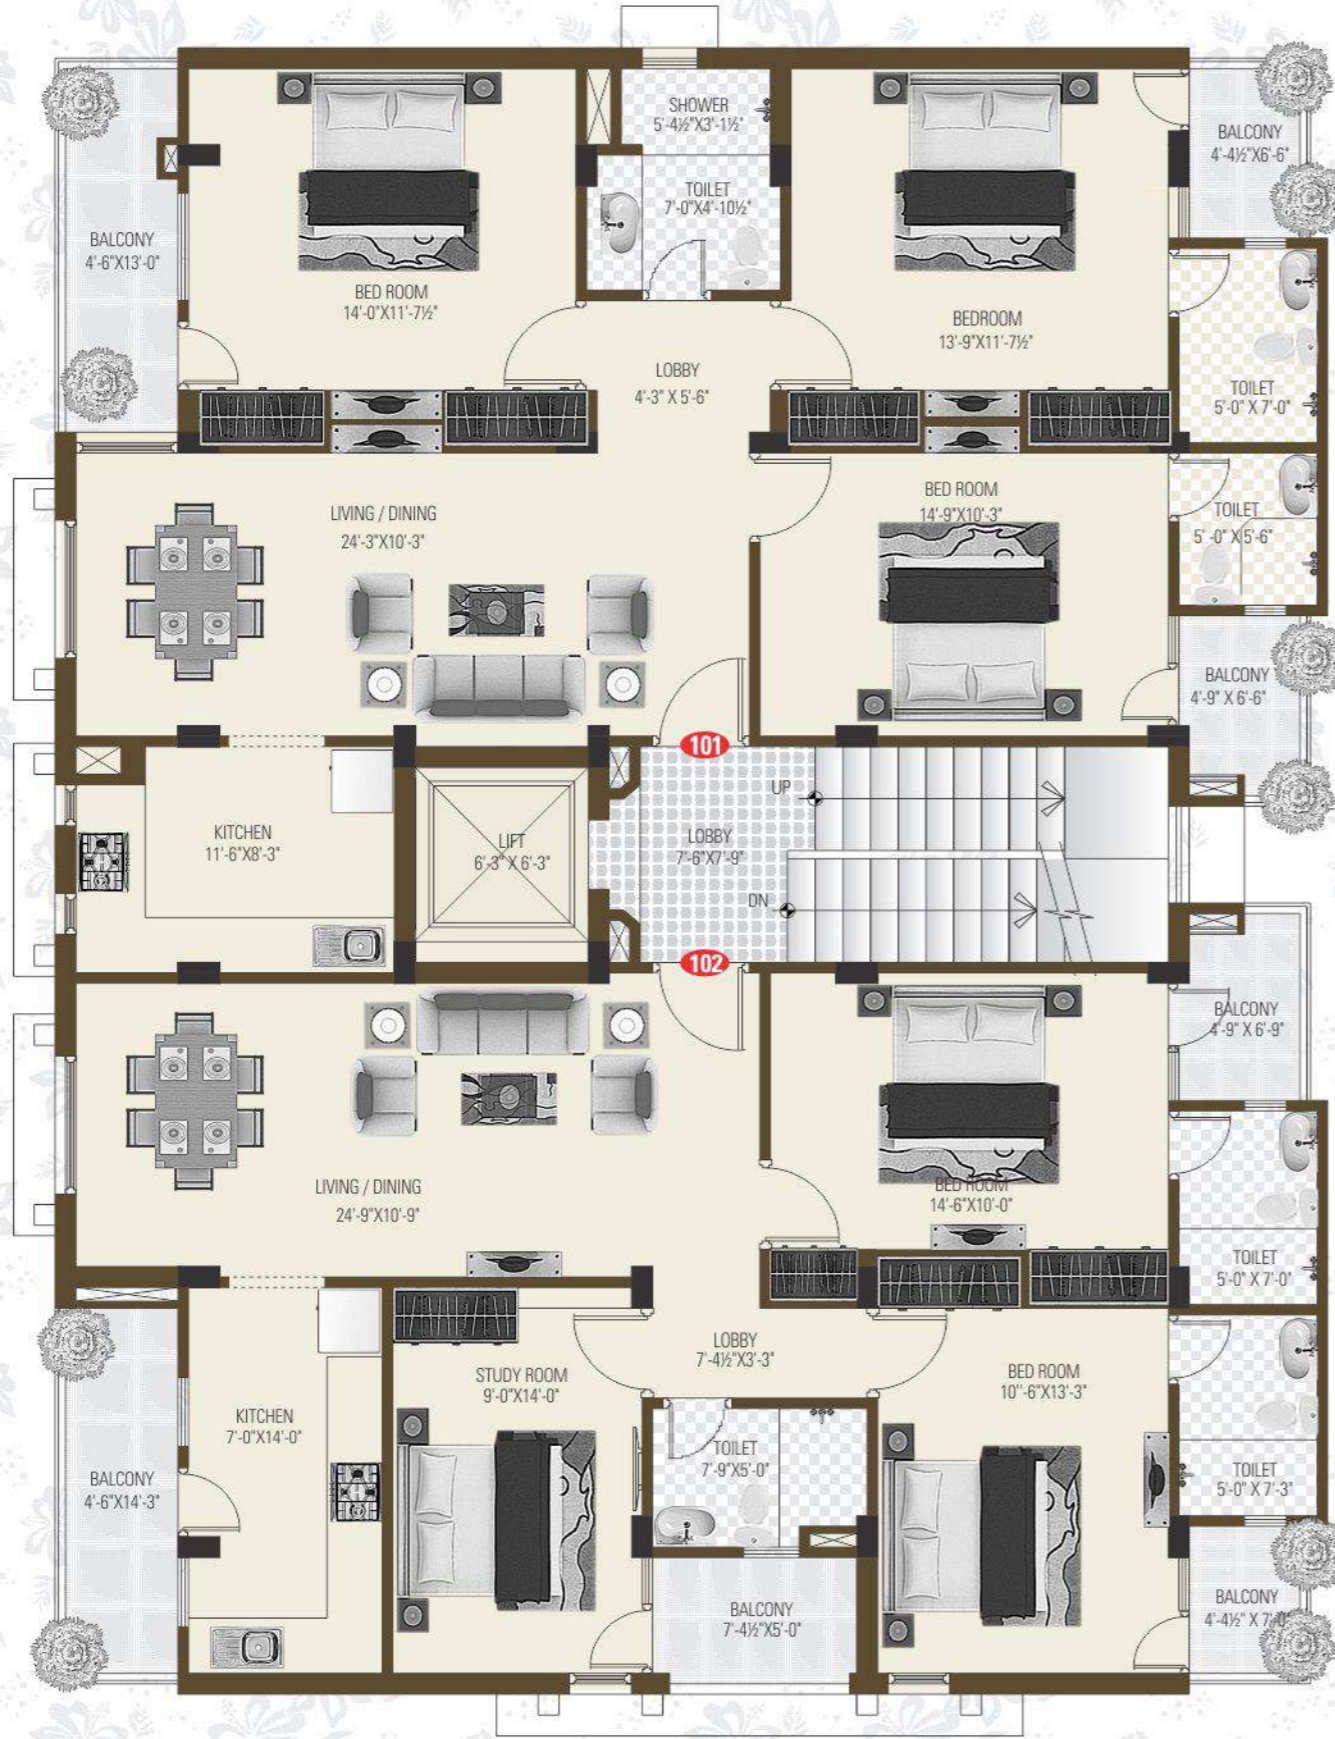 SHOWER
5'-4½"X3'-1½"
BALCONY
4'-4½"X6'-6"
TOILET
7'-0"X4'-10½"
BALCONY
4'-6"X13'-0"
BED ROOM
14'-0"X11'-7½"
BEDROOM
13'-9"X11'-7½"
LOBBY
4'-3" X 5'-6"
TOILET
5'-0" X 7'-0"
LIVING / DINING
24'-3"X10'-3"
BED ROOM
14'-9"X10'-3"
TOILET
5' -0" X 5'-6"
BALCONY
4'-9" X 6'-6"
101
UP
KITCHEN
11'-6"X8'-3"
LIFT
6'-3" X 6'-3"
LOBBY
7'-6"X7'-9"
DN
102
BALCONY
4'-9" X 6'-9"
LIVING / DINING
24'-9"X10'-9"
BED ROOM
14'-6"X10'-0"
TOILET
5'-0" X 7'-0"
LOBBY
7'-4½"X3'-3"
STUDY ROOM
9'-0"X14'-0"
BED ROOM
10''-6"X13'-3"
KITCHEN
7'-0"X14'-0"
TOILET
7'-9"X5'-0"
BALCONY
4'-6"X14'-3"
TOILET
5'-0" X 7'-3"
BALCONY
7'-4½"X5'-0"
BALCONY
4'-4½" X 7'-0"